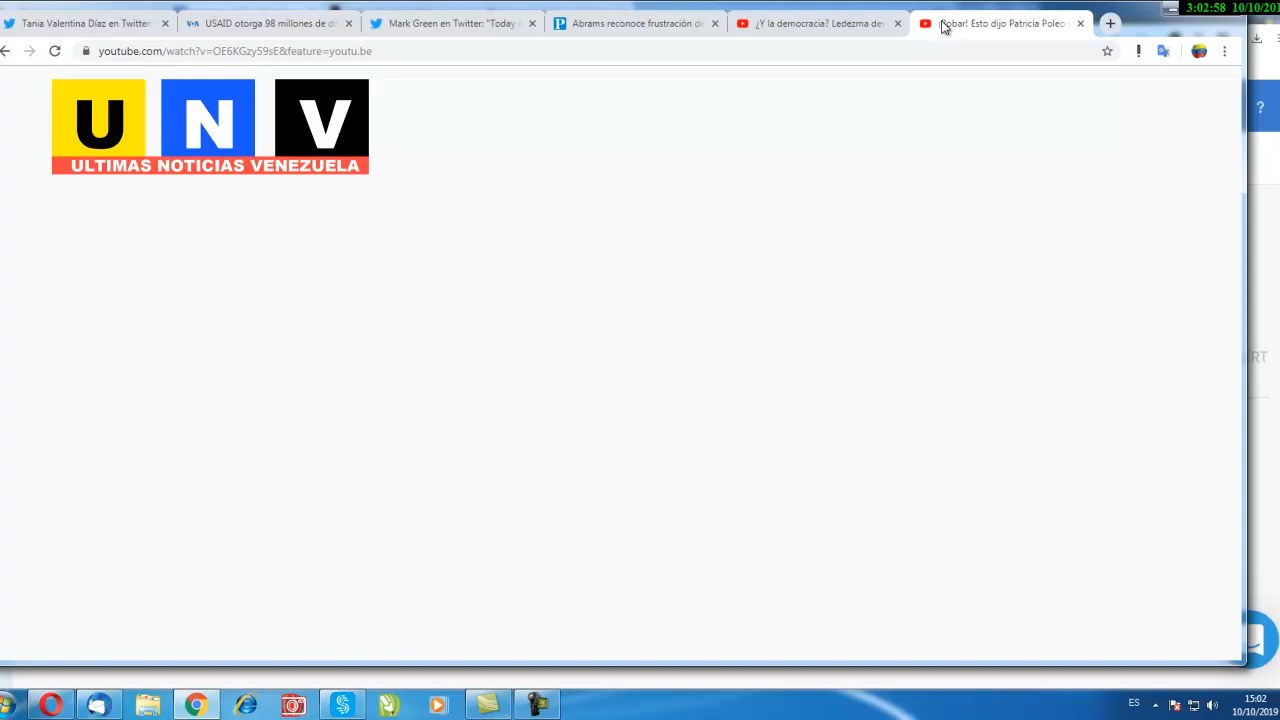 3:02:58 10/10/201
Tania Valentina Díaz en Twitter
USAID otorga 98 millones de d
Mark Green en Twitter: "Today
Abrams reconoce frustración d
¿Y la democracia? Ledezma de
Robar! Esto dijo Patricia Poleo
youtube.com/watch?v=OE6KGzy59sE&feature=youtu.be
?
U N V
ULTIMAS NOTICIAS VENEZUELA
ERT
ES
15:02
10/10/2019